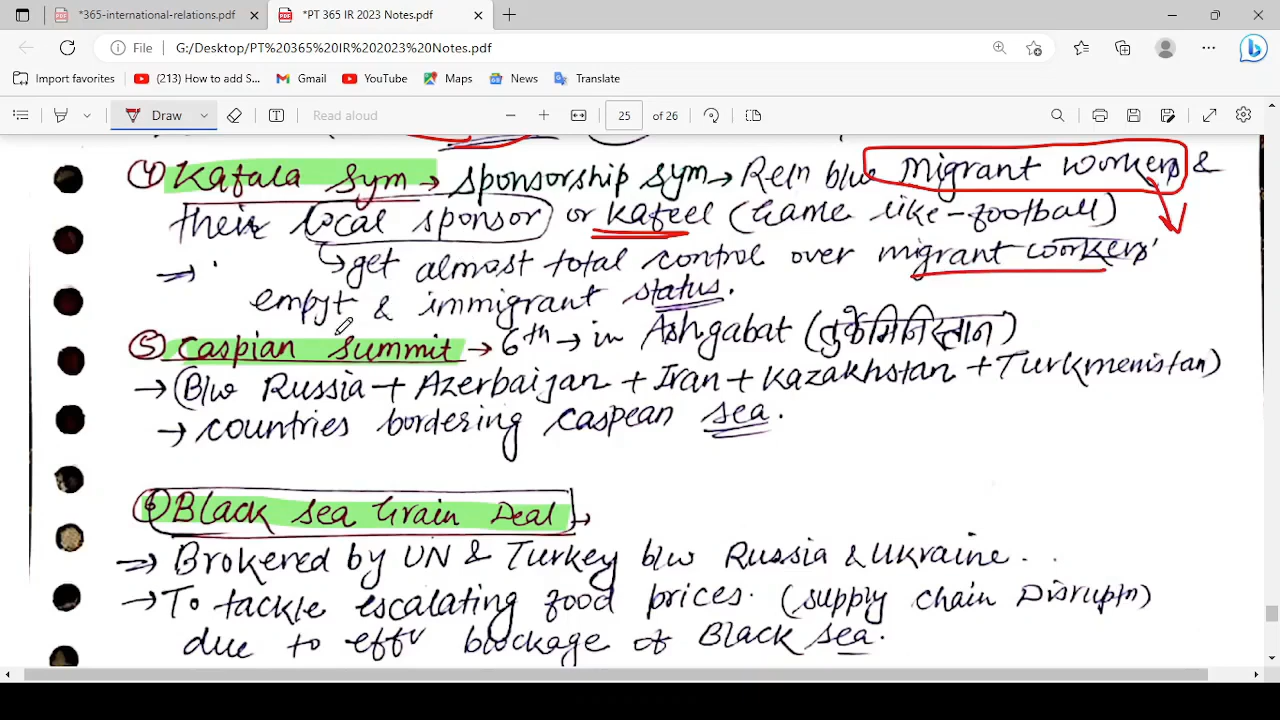 *365-international-relations.pdf
*PT 365 IR 2023 Notes.pdf
File
G:/Desktop/PT%20365%20IR%202023%20Notes.pdf
Import favorites
(213) How to add S...
Gmail
YouTube
Maps
News
Translate
Draw
Read aloud
25 of 26
④ Kafala Sym → sponsorship sym → Reln b/w migrant workers &
their local sponsor or kafeel (Game like-football)
→ get almost total control over migrant workers'
empyt & immigrant status.
⑤ Caspian Summit → 6th → in Ashgabat (तुर्कमेनिस्तान)
→ (B/w Russia + Azerbaijan + Iran + Kazakhstan + Turkmenistan)
→ countries bordering caspean sea.
⑥ Black Sea Grain Deal →
⇒ Brokered by UN & Turkey b/w Russia & Ukraine...
→ To tackle escalating food prices. (supply chain Disruptn)
due to effv blockage of Black sea.